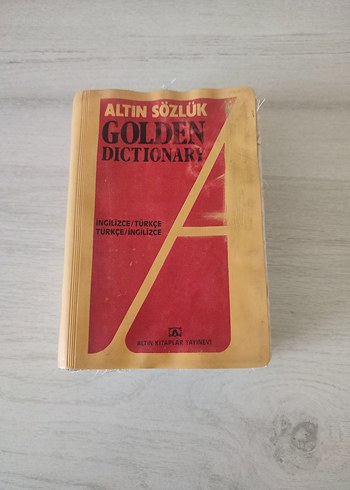 ALTIN SÖZLÜK
GOLDEN
DICTIONARY
İNGİLİZCE/TÜRKÇE
TÜRKÇE/İNGİLİZCE
ALTIN KİTAPLAR YAYINEVİ